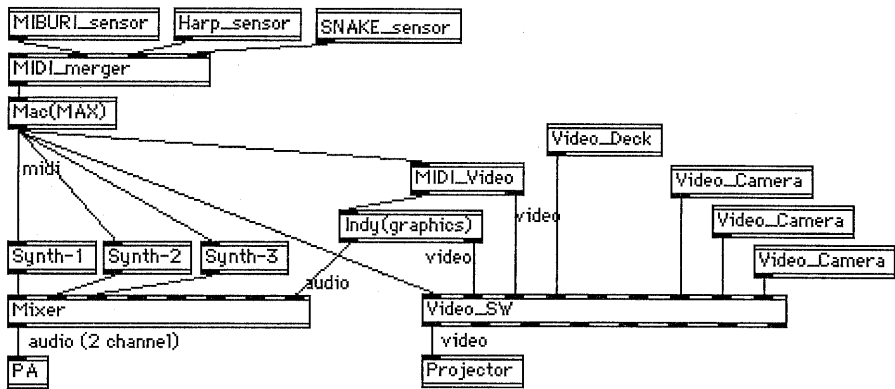 MIBURI_sensor
Harp_sensor
SNAKE_sensor
MIDI_merger
Mac(MAX)
Video_Deck
midi
MIDI_Video
Video_Camera
video
Indy(graphics)
Video_Camera
Synth-1
Synth-2
Synth-3
video
Video_Camera
audio
Mixer
Video_SW
audio (2 channel)
video
PA
Projector